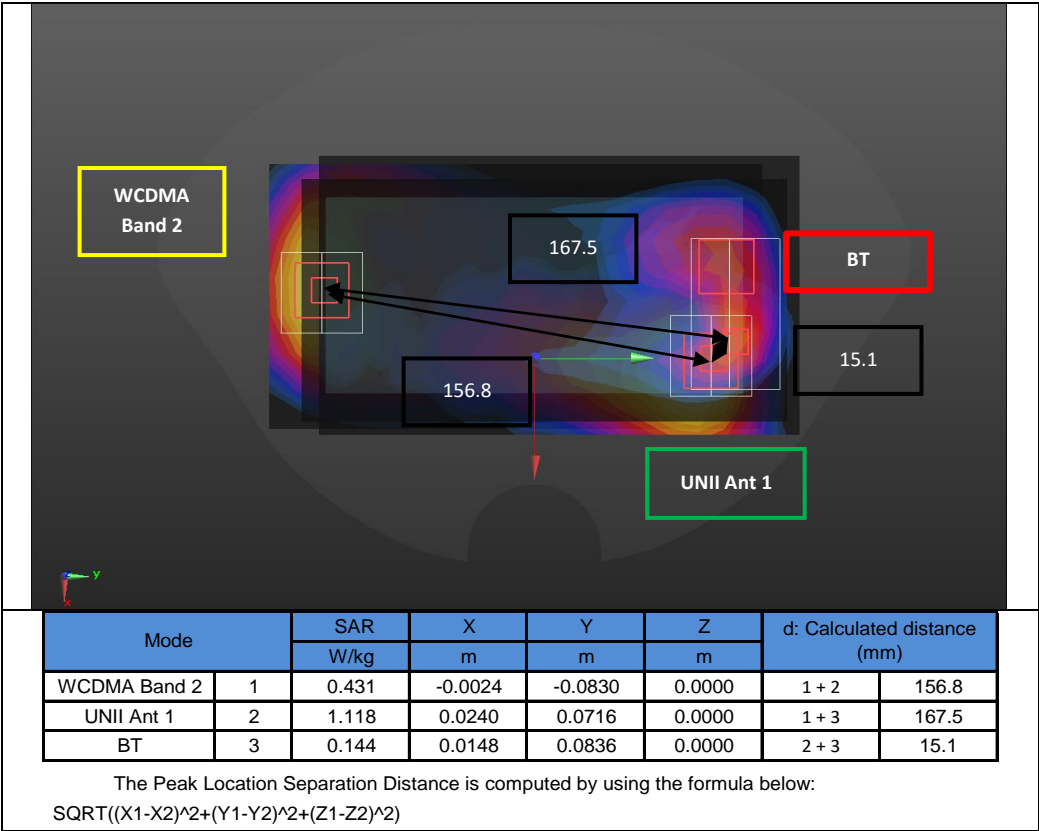 WCDMA
Band 2
167.5
BT
15.1
156.8
UNII Ant 1
y
x
Mode SAR X Y Z d: Calculated distance (mm)
W/kg m m m
WCDMA Band 2 1 0.431 -0.0024 -0.0830 0.0000 1 + 2 156.8
UNII Ant 1 2 1.118 0.0240 0.0716 0.0000 1 + 3 167.5
BT 3 0.144 0.0148 0.0836 0.0000 2 + 3 15.1
The Peak Location Separation Distance is computed by using the formula below:
SQRT((X1-X2)^2+(Y1-Y2)^2+(Z1-Z2)^2)